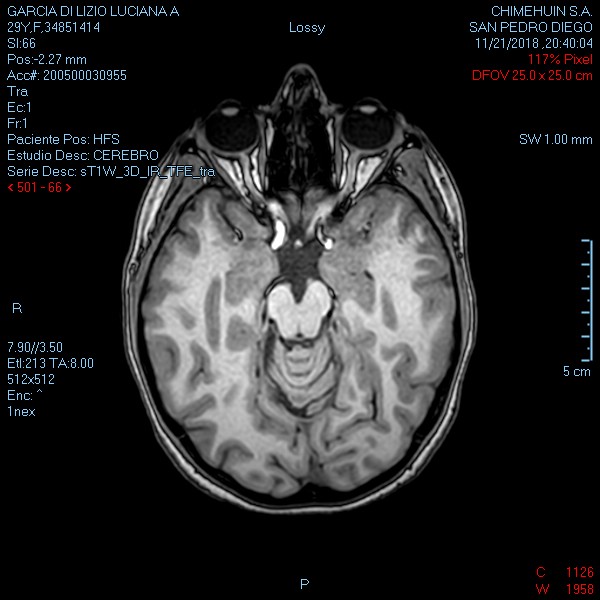 GARCIA DI LIZIO LUCIANA A
29Y,F,34851414
Sl:66
Pos:-2.27 mm
Acc#: 200500030955
Tra
Ec:1
Fr:1
Paciente Pos: HFS
Estudio Desc: CEREBRO
Serie Desc: sT1W_3D_IR_TFE_tra
< 501 - 66 >
Lossy
CHIMEHUIN S.A.
SAN PEDRO DIEGO
11/21/2018 ,20:40:04
117% Pixel
DFOV 25.0 x 25.0 cm
SW 1.00 mm
R
7.90//3.50
Etl:213 TA:8.00
512x512
Enc: ^
1nex
5 cm
P
C 1126
W 1958